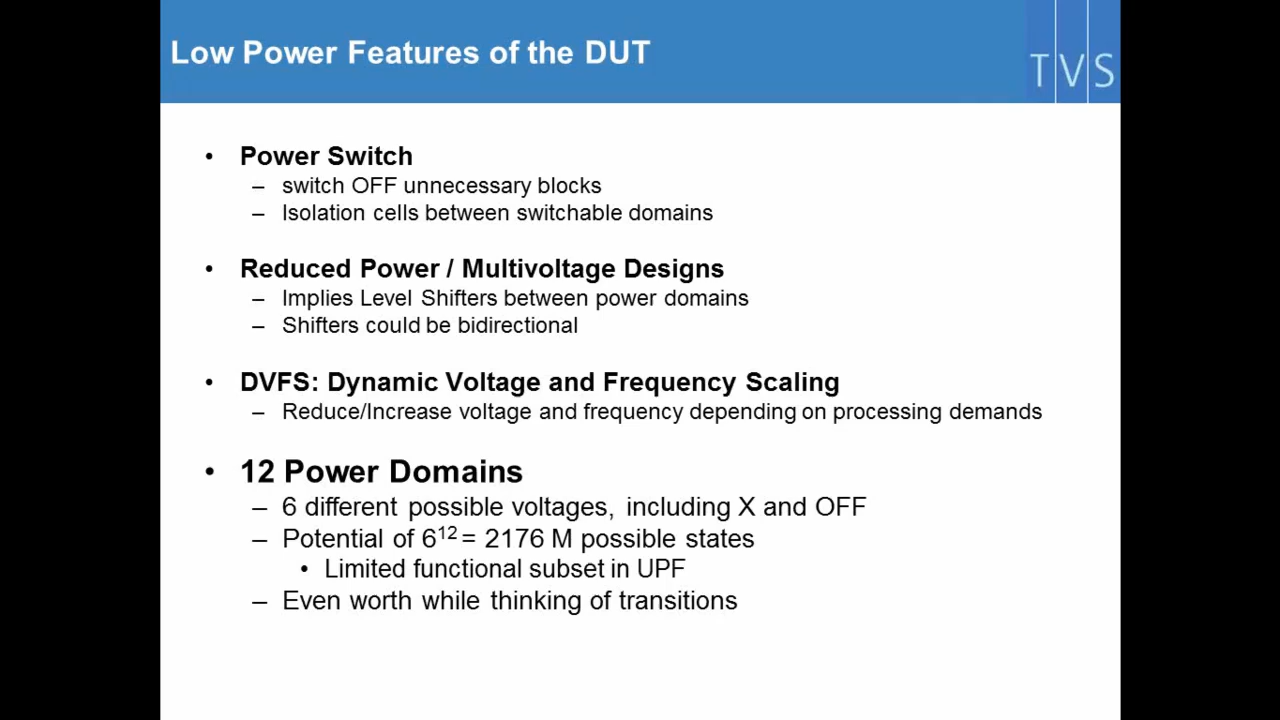 Low Power Features of the DUT
TVS
• Power Switch
– switch OFF unnecessary blocks
– Isolation cells between switchable domains
• Reduced Power / Multivoltage Designs
– Implies Level Shifters between power domains
– Shifters could be bidirectional
• DVFS: Dynamic Voltage and Frequency Scaling
– Reduce/Increase voltage and frequency depending on processing demands
• 12 Power Domains
– 6 different possible voltages, including X and OFF
– Potential of 6¹² = 2176 M possible states
• Limited functional subset in UPF
– Even worth while thinking of transitions